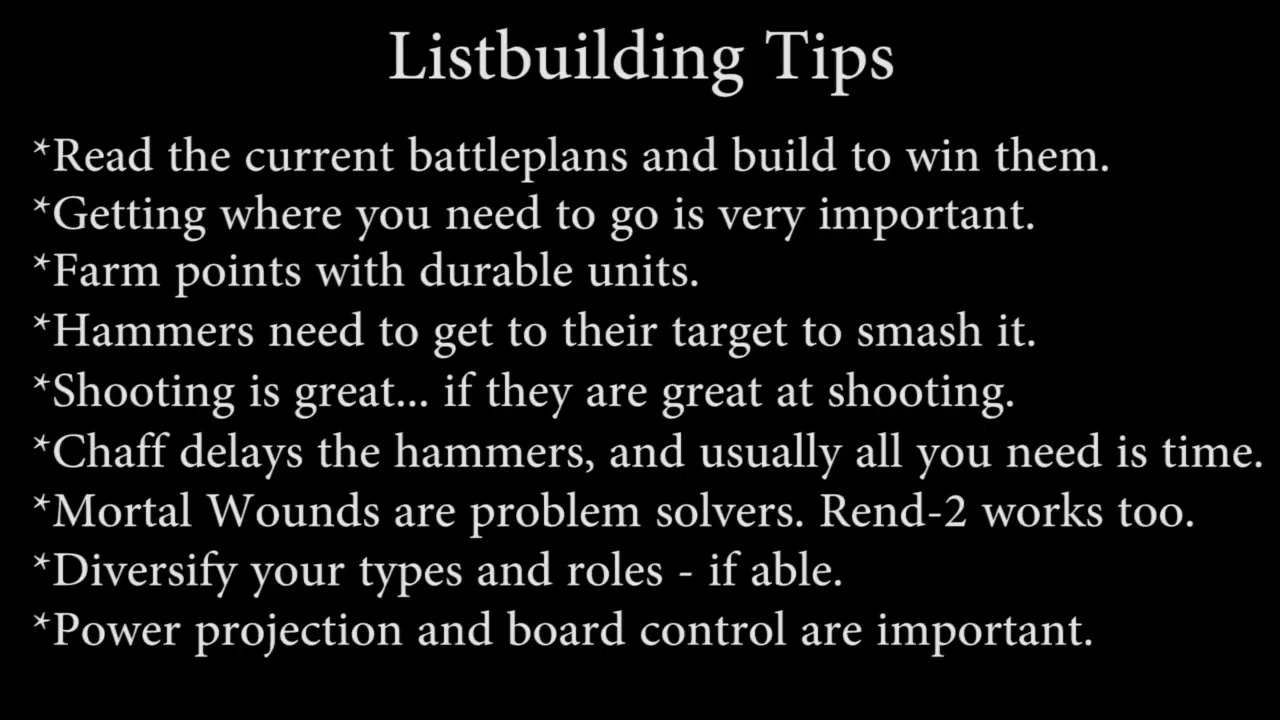 Listbuilding Tips
*Read the current battleplans and build to win them.
*Getting where you need to go is very important.
*Farm points with durable units.
*Hammers need to get to their target to smash it.
*Shooting is great... if they are great at shooting.
*Chaff delays the hammers, and usually all you need is time.
*Mortal Wounds are problem solvers. Rend-2 works too.
*Diversify your types and roles - if able.
*Power projection and board control are important.